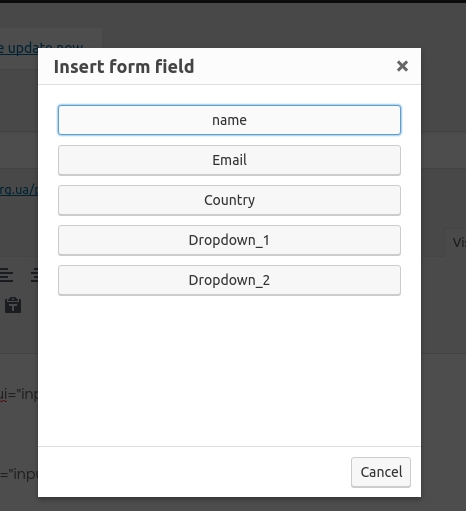 e update now
Insert form field ×
name
rg.ua/
Email
Country
Dropdown_1
Vi
Dropdown_2
ui="inp
="inpu
Cancel